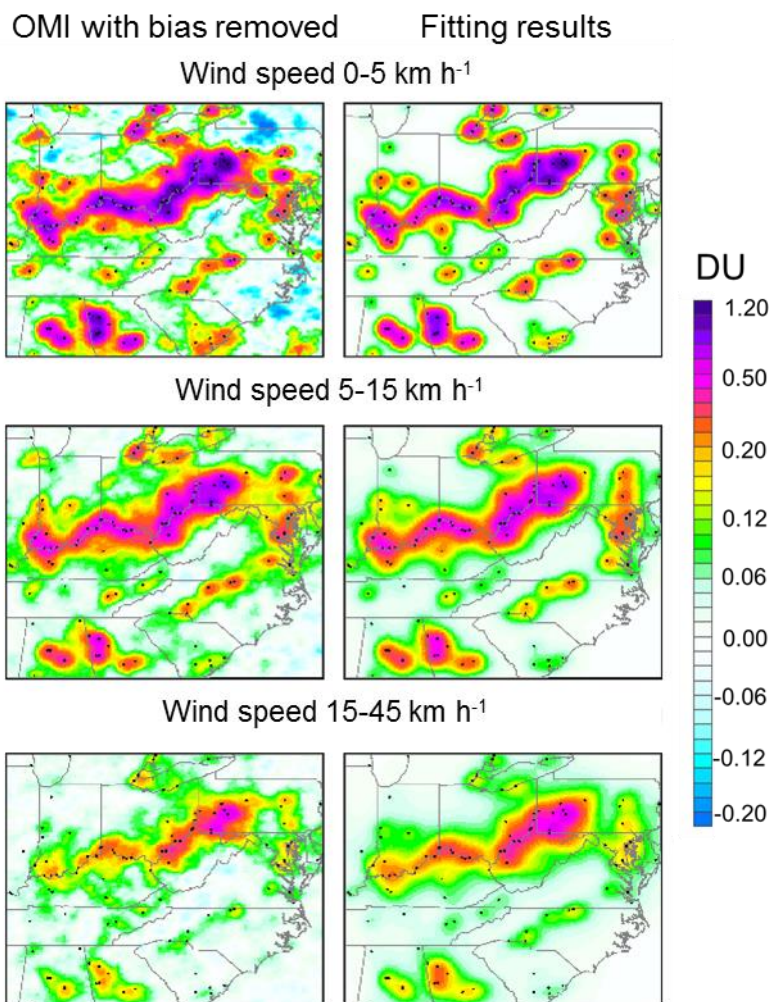 OMI with bias removed Fitting results
Wind speed 0-5 km h⁻¹
Wind speed 5-15 km h⁻¹
Wind speed 15-45 km h⁻¹
DU
1.20
0.50
0.20
0.12
0.06
0.00
-0.06
-0.12
-0.20